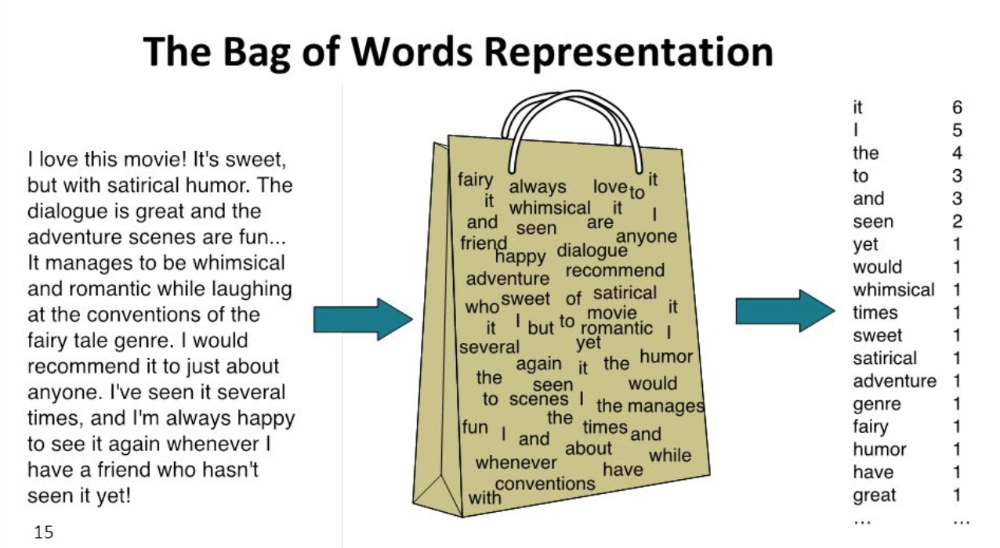 The Bag of Words Representation
I love this movie! It's sweet,
but with satirical humor. The
dialogue is great and the
adventure scenes are fun...
It manages to be whimsical
and romantic while laughing
at the conventions of the
fairy tale genre. I would
recommend it to just about
anyone. I've seen it several
times, and I'm always happy
to see it again whenever I
have a friend who hasn't
seen it yet!
15
fairy always love to it
it whimsical it I
and seen are anyone
friend happy dialogue
adventure recommend
who sweet of satirical
it I but to movie it
romantic I
several yet
again it the humor
the seen would
to scenes I the manages
the
fun I and times and
about while
whenever have
conventions
with
it 6
I 5
the 4
to 3
and 3
seen 2
yet 1
would 1
whimsical 1
times 1
sweet 1
satirical 1
adventure 1
genre 1
fairy 1
humor 1
have 1
great 1
... ...